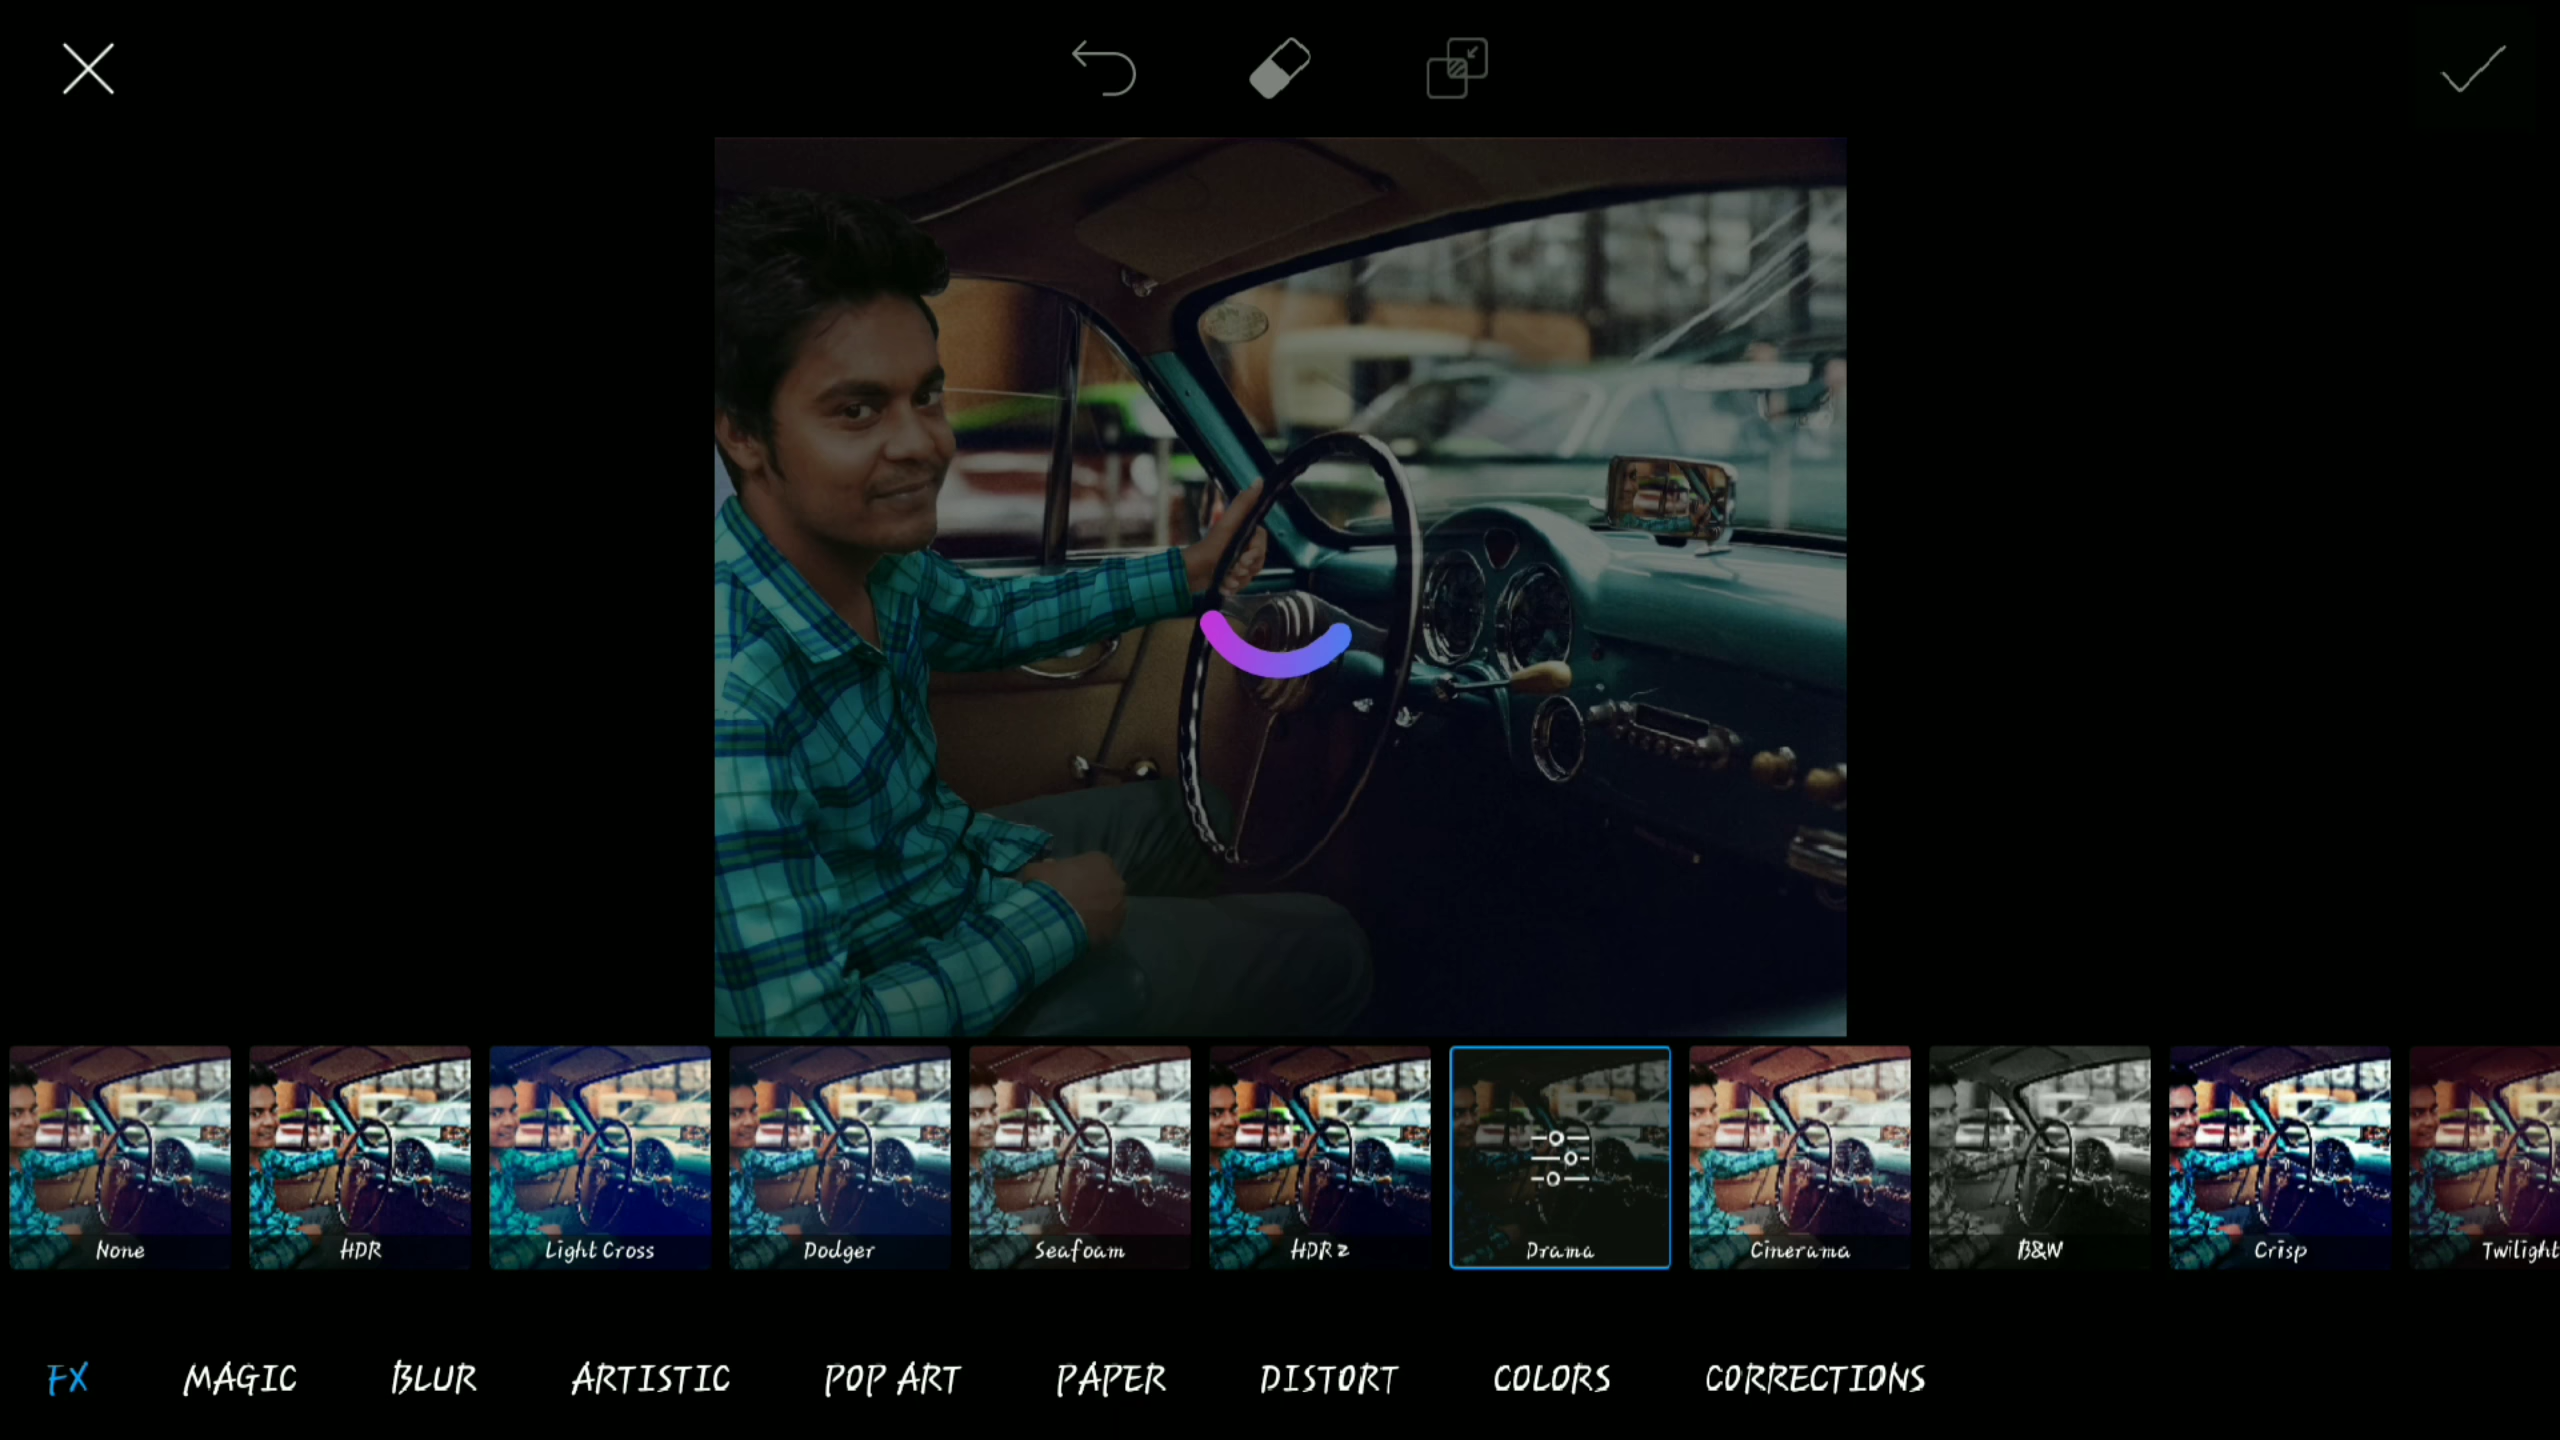 None HDR Light Cross Dodger Seafoam HDR 2 Drama Cinerama B&W Crisp Twilight
FX MAGIC BLUR ARTISTIC POP ART PAPER DISTORT COLORS CORRECTIONS